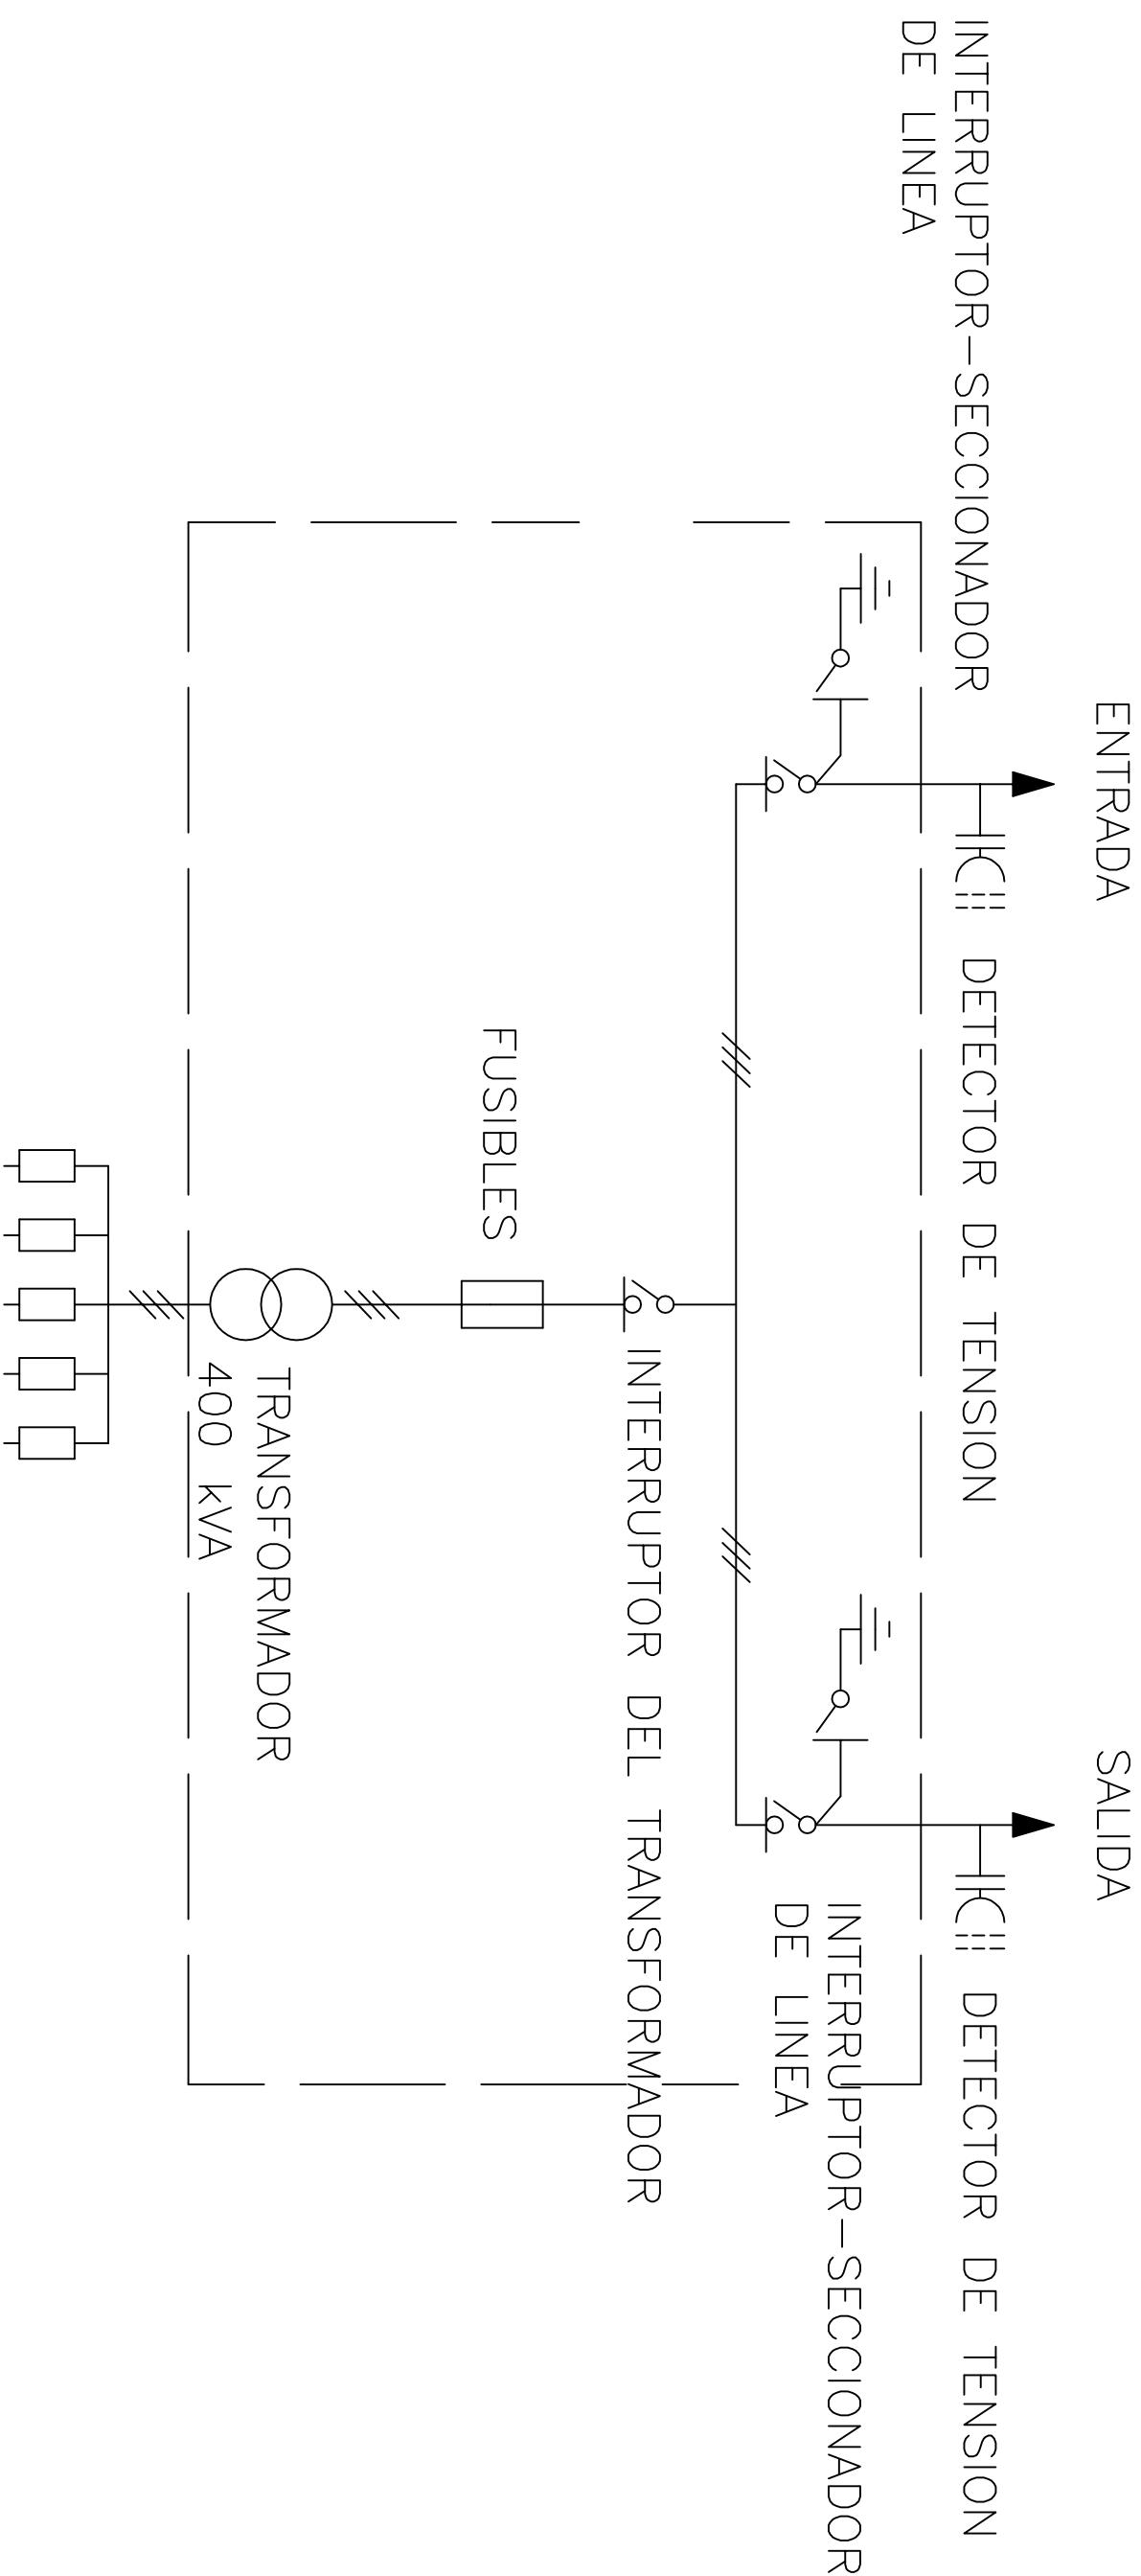 ENTRADA
SALIDA
INTERRUPTOR-SECCIONADOR
DE LINEA
DETECTOR DE TENSION
DETECTOR DE TENSION
INTERRUPTOR-SECCIONADOR
DE LINEA
INTERRUPTOR DEL TRANSFORMADOR
FUSIBLES
TRANSFORMADOR
400 kVA